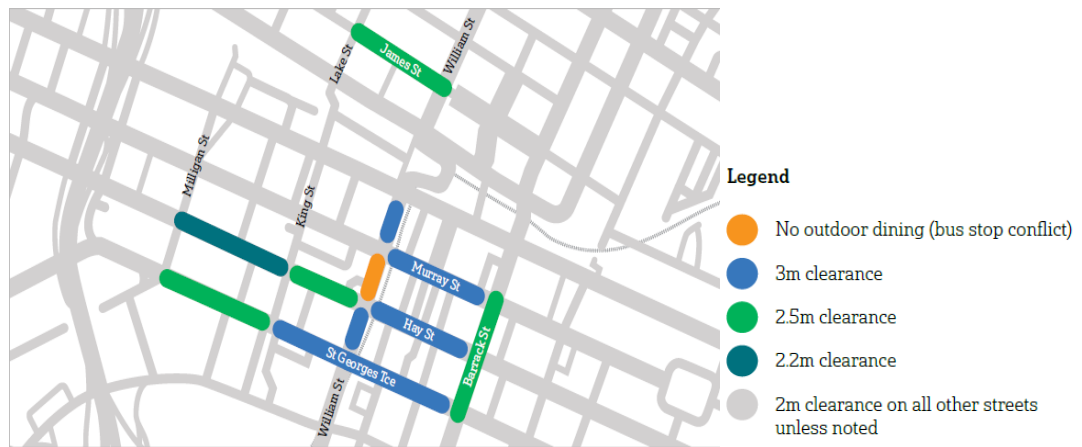 Lake St
James St
William St
Milligan St
King St
Murray St
Hay St
Barrack St
St Georges Tce
William St
Legend
No outdoor dining (bus stop conflict)
3m clearance
2.5m clearance
2.2m clearance
2m clearance on all other streets
unless noted